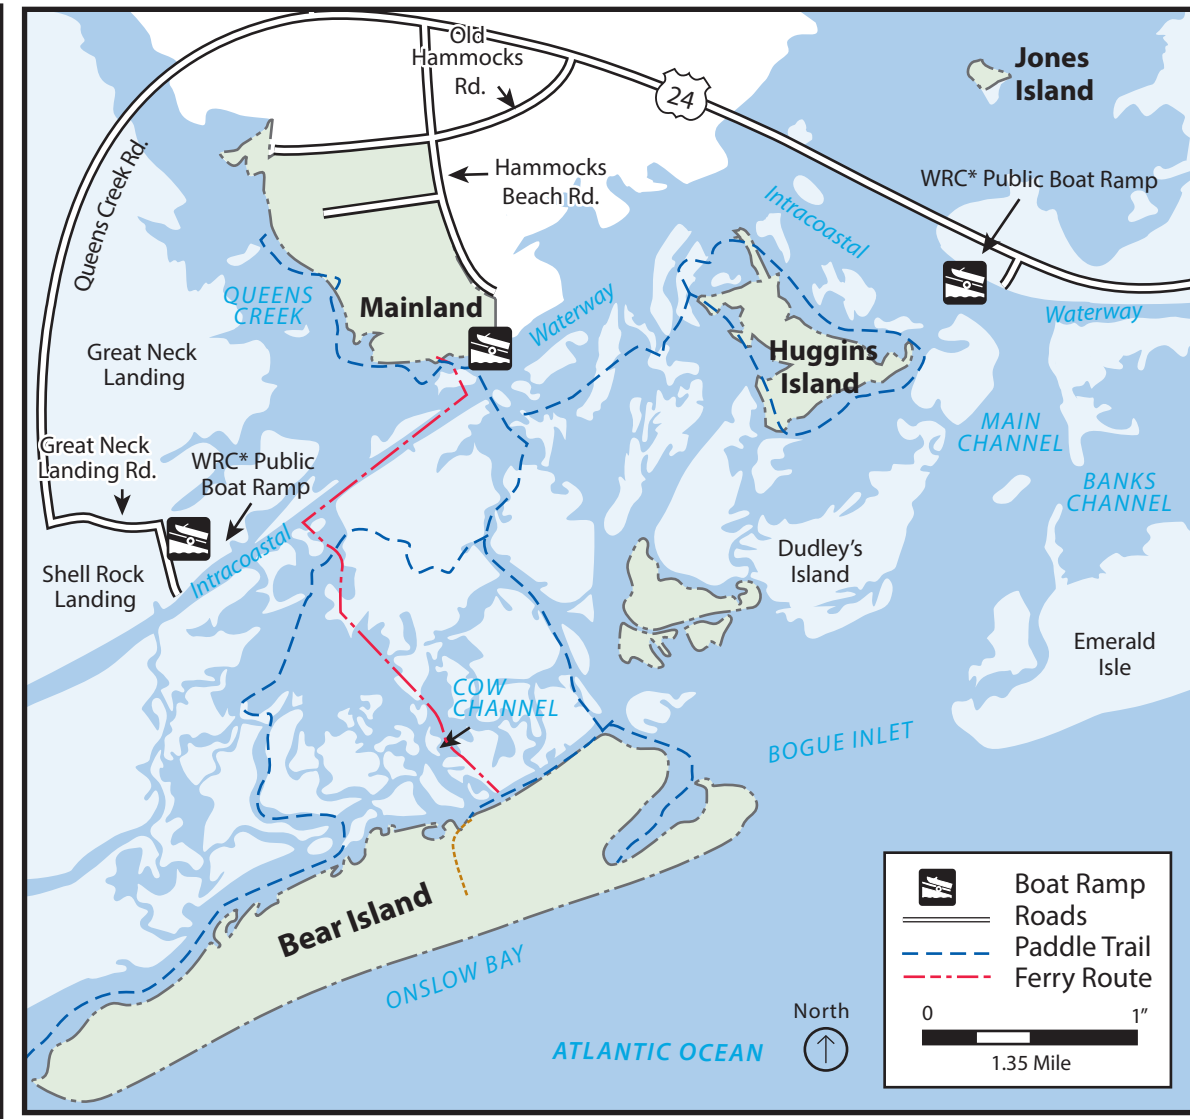 Old
Hammocks
Rd.
24
Jones
Island
Queens Creek Rd.
Hammocks
Beach Rd.
WRC* Public Boat Ramp
Intracoastal
QUEENS
CREEK
Mainland
Waterway
Waterway
Great Neck
Landing
Huggins
Island
MAIN
CHANNEL
Great Neck
Landing Rd.
WRC* Public
Boat Ramp
BANKS
CHANNEL
Intracoastal
Shell Rock
Landing
Dudley's
Island
Emerald
Isle
COW
CHANNEL
BOGUE INLET
Bear Island
ONSLOW BAY
ATLANTIC OCEAN
North
Boat Ramp
Roads
Paddle Trail
Ferry Route
0 1”
1.35 Mile